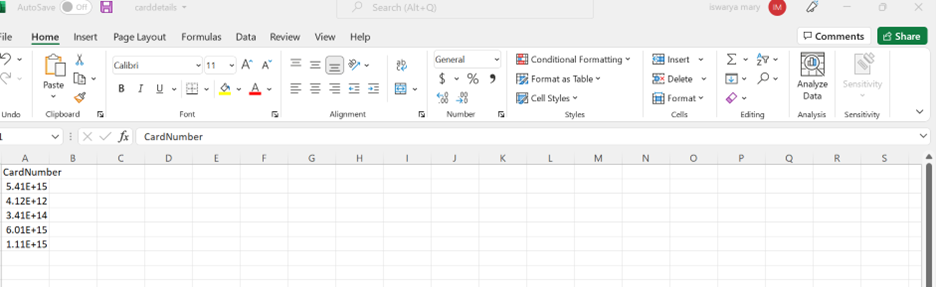 AutoSave Off carddetails Search (Alt+Q) iswarya mary IM
File Home Insert Page Layout Formulas Data Review View Help Comments Share
Calibri 11 A^ A˅ ab General Conditional Formatting Insert Σ
Paste B I U A $ % , Format as Table Delete Analyze Data Sensitivity
Cell Styles Format
Undo Clipboard Font Alignment Number Styles Cells Editing Analysis Sensitivity
1 fx CardNumber
A B C D E F G H I J K L M N O P Q R S
CardNumber
5.41E+15
4.12E+12
3.41E+14
6.01E+15
1.11E+15